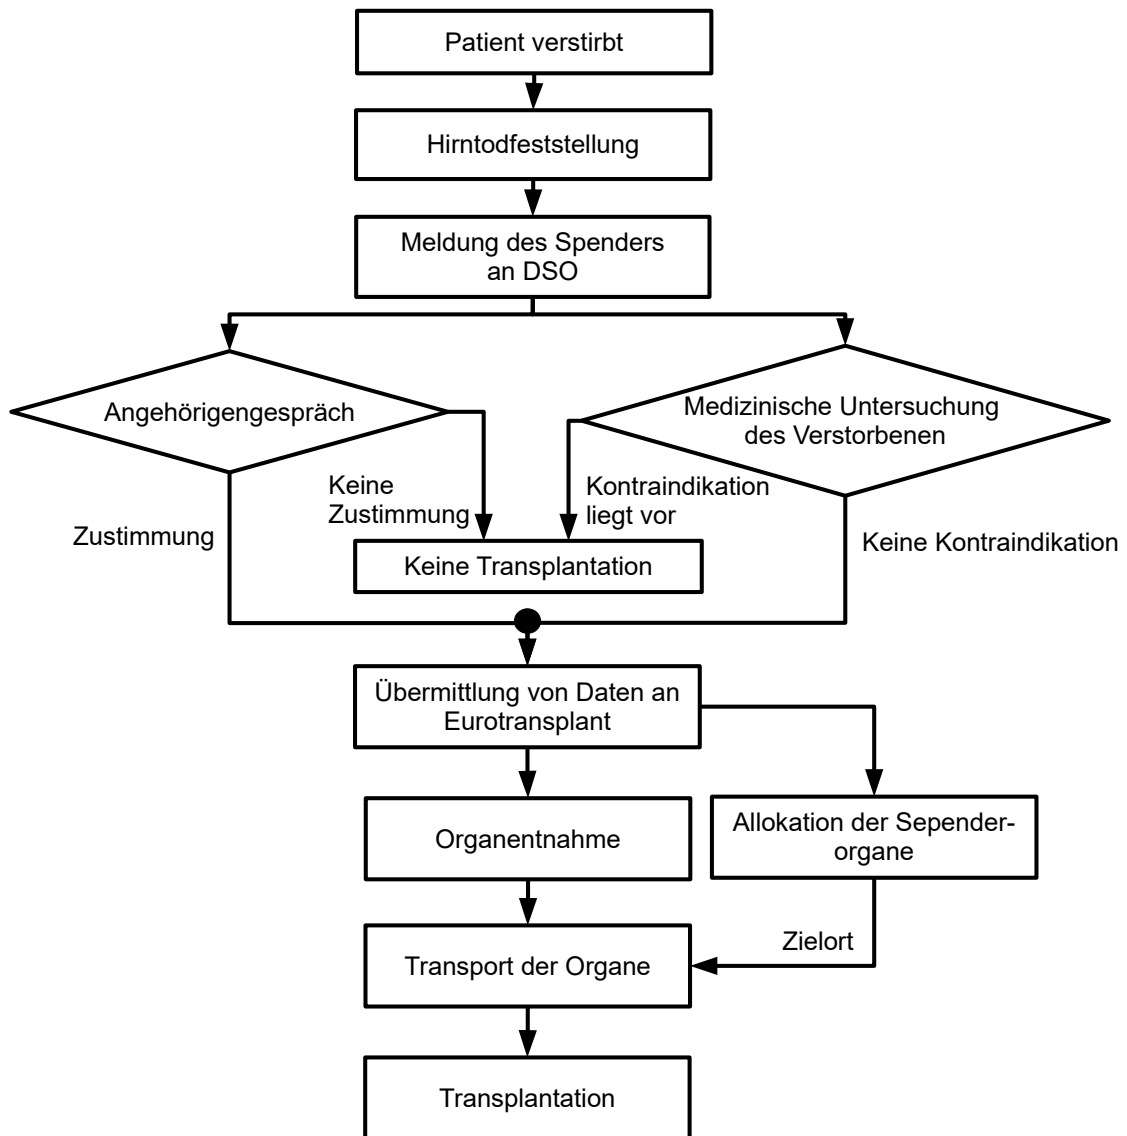 Patient verstirbt
Hirntodfeststellung
Meldung des Spenders
an DSO
Angehörigengespräch
Medizinische Untersuchung
des Verstorbenen
Keine
Zustimmung
Kontraindikation
liegt vor
Zustimmung
Keine Kontraindikation
Keine Transplantation
Übermittlung von Daten an
Eurotransplant
Organentnahme
Allokation der Sepender-
organe
Zielort
Transport der Organe
Transplantation